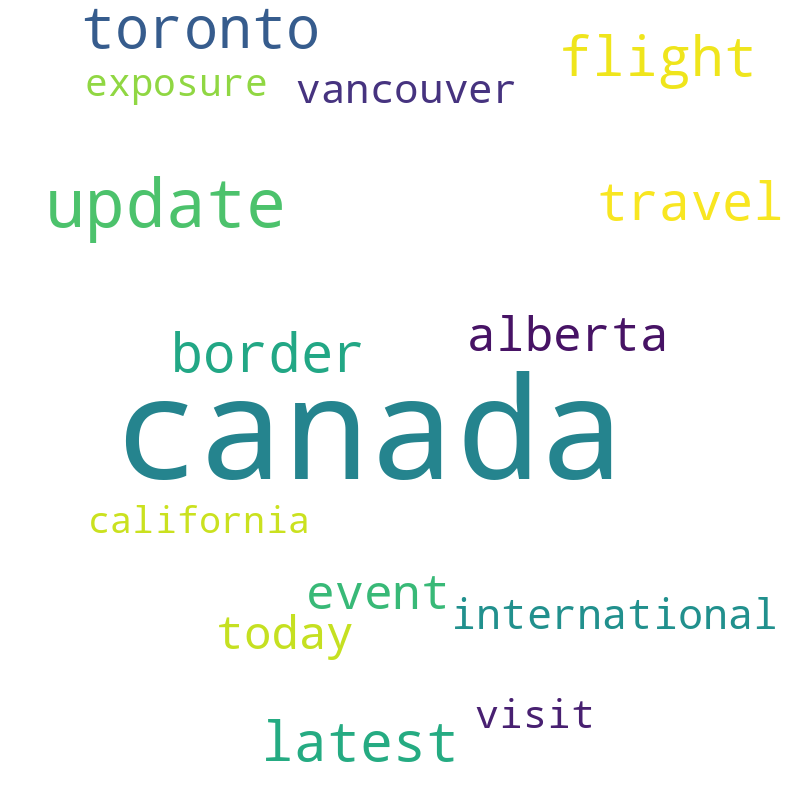 toronto
flight
exposure
vancouver
update
travel
border
alberta
canada
california
event
international
today
latest
visit